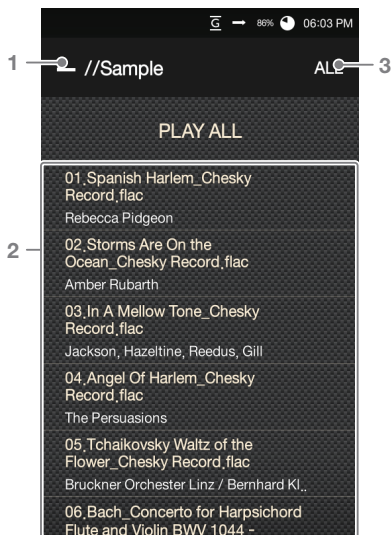 G 86% 06:03 PM
1 //Sample ALL 3
PLAY ALL
2
01.Spanish Harlem_Chesky
Record.flac
Rebecca Pidgeon
02.Storms Are On the
Ocean_Chesky Record.flac
Amber Rubarth
03.In A Mellow Tone_Chesky
Record.flac
Jackson, Hazeltine, Reedus, Gill
04.Angel Of Harlem_Chesky
Record.flac
The Persuasions
05.Tchaikovsky Waltz of the
Flower_Chesky Record.flac
Bruckner Orchester Linz / Bernhard Kl..
06.Bach_Concerto for Harpsichord
Flute and Violin BWV 1044 -